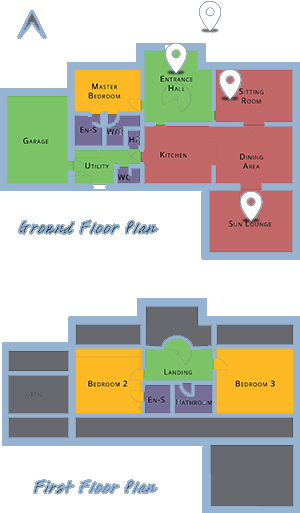 Master
Bedroom
Entrance
Hall
Sitting
Room
En-S
W/R
HP
Garage
Kitchen
Dining
Area
Utility
WC
Sun Lounge
Ground Floor Plan
Landing
Bedroom 2
Bedroom 3
En-S
Bathroom
First Floor Plan